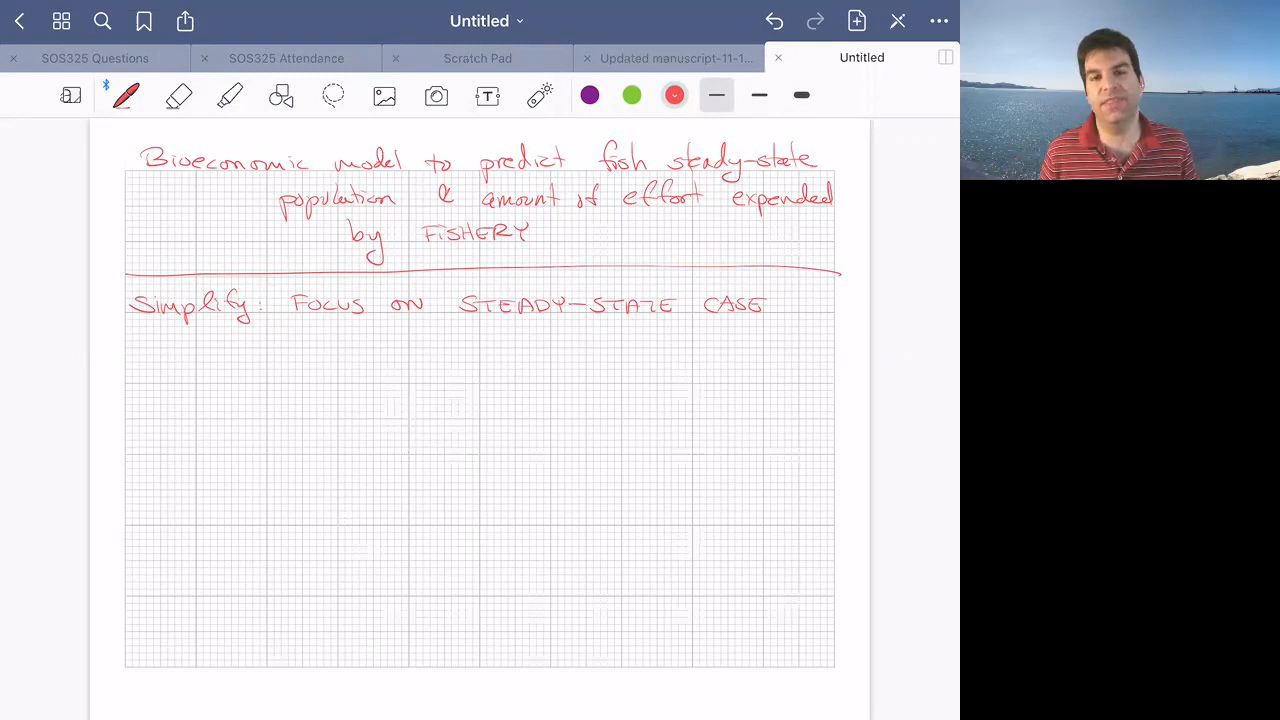 Untitled
SOS325 Questions
SOS325 Attendance
Scratch Pad
Updated manuscript-11-1...
Untitled
Bioeconomic model to predict fish steady-state
population & amount of effort expended
by FISHERY
Simplify: FOCUS ON STEADY-STATE CASE